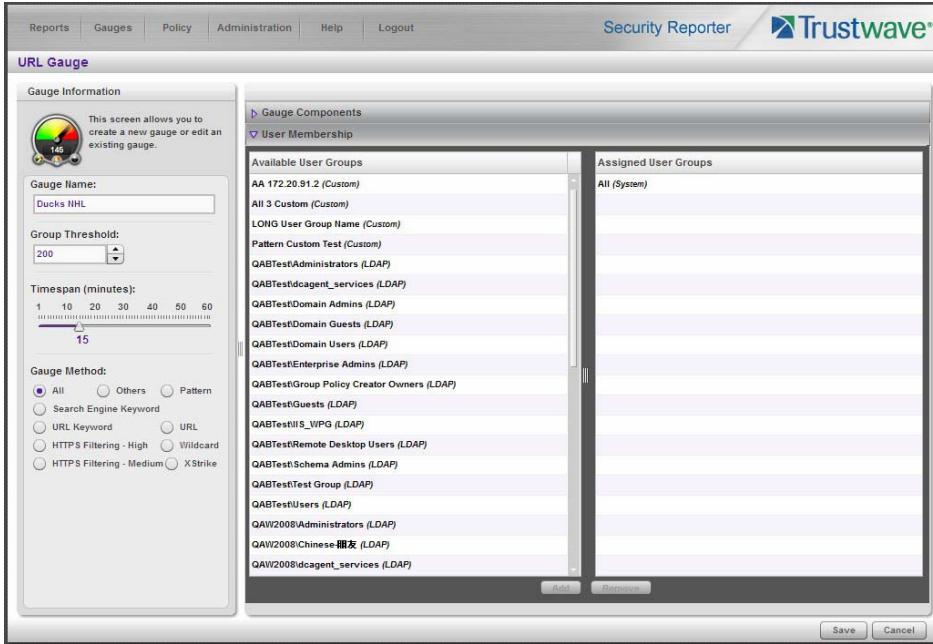 Reports Gauges Policy Administration Help Logout
Security Reporter
Trustwave®
URL Gauge
Gauge Information
This screen allows you to
create a new gauge or edit an
existing gauge.
145
Gauge Name:
Ducks NHL
Group Threshold:
200
Timespan (minutes):
1 10 20 30 40 50 60
15
Gauge Method:
All Others Pattern
Search Engine Keyword
URL Keyword URL
HTTPS Filtering - High Wildcard
HTTPS Filtering - Medium XStrike
Gauge Components
User Membership
Available User Groups
AA 172.20.91.2 (Custom)
All 3 Custom (Custom)
LONG User Group Name (Custom)
Pattern Custom Test (Custom)
QABTest\Administrators (LDAP)
QABTest\dcagent_services (LDAP)
QABTest\Domain Admins (LDAP)
QABTest\Domain Guests (LDAP)
QABTest\Domain Users (LDAP)
QABTest\Enterprise Admins (LDAP)
QABTest\Group Policy Creator Owners (LDAP)
QABTest\Guests (LDAP)
QABTest\IIS_WPG (LDAP)
QABTest\Remote Desktop Users (LDAP)
QABTest\Schema Admins (LDAP)
QABTest\Test Group (LDAP)
QABTest\Users (LDAP)
QAW2008\Administrators (LDAP)
QAW2008\Chinese-朋友 (LDAP)
QAW2008\dcagent_services (LDAP)
Assigned User Groups
All (System)
Add Remove
Save Cancel